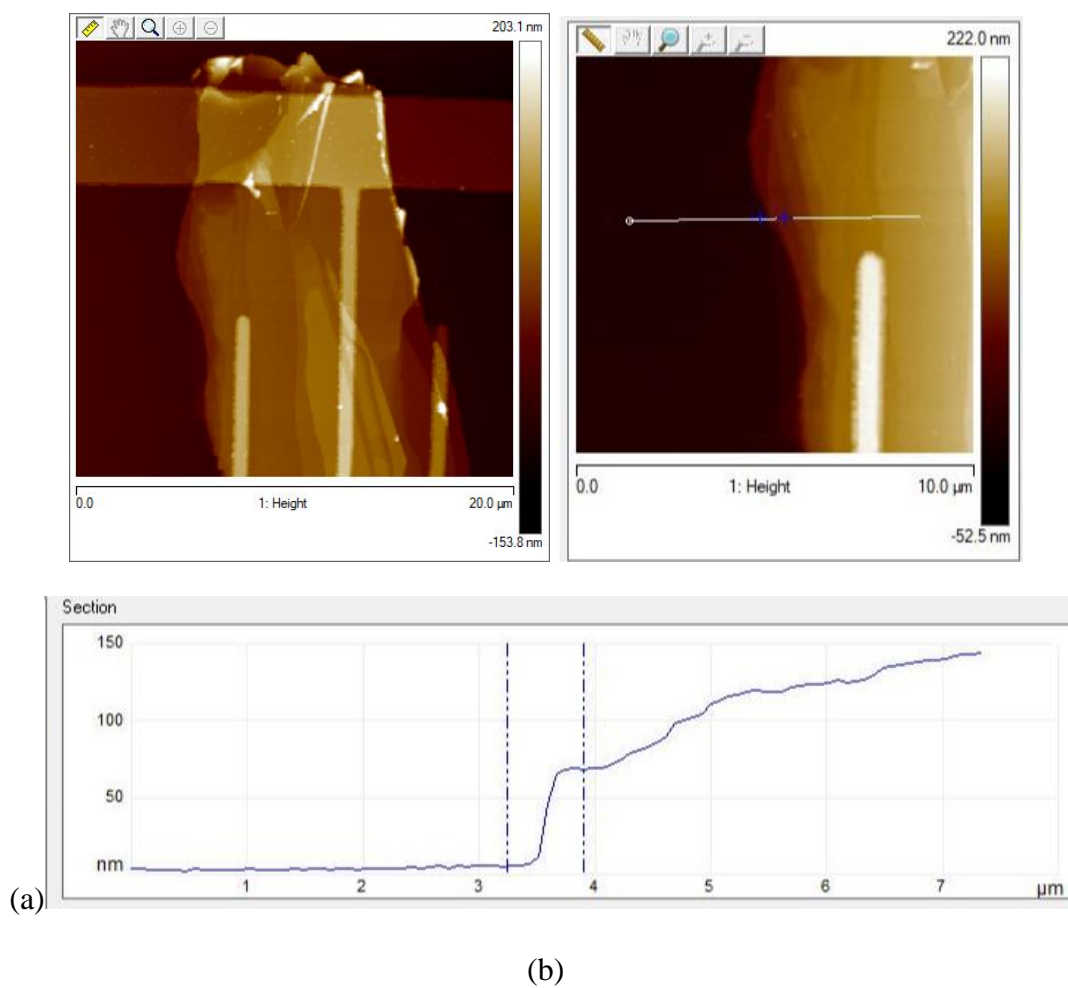 203.1 nm
0.0 1: Height 20.0 µm
-153.8 nm
222.0 nm
0.0 1: Height 10.0 µm
-52.5 nm
Section
150
100
50
nm
1 2 3 4 5 6 7 µm
(a)
(b)